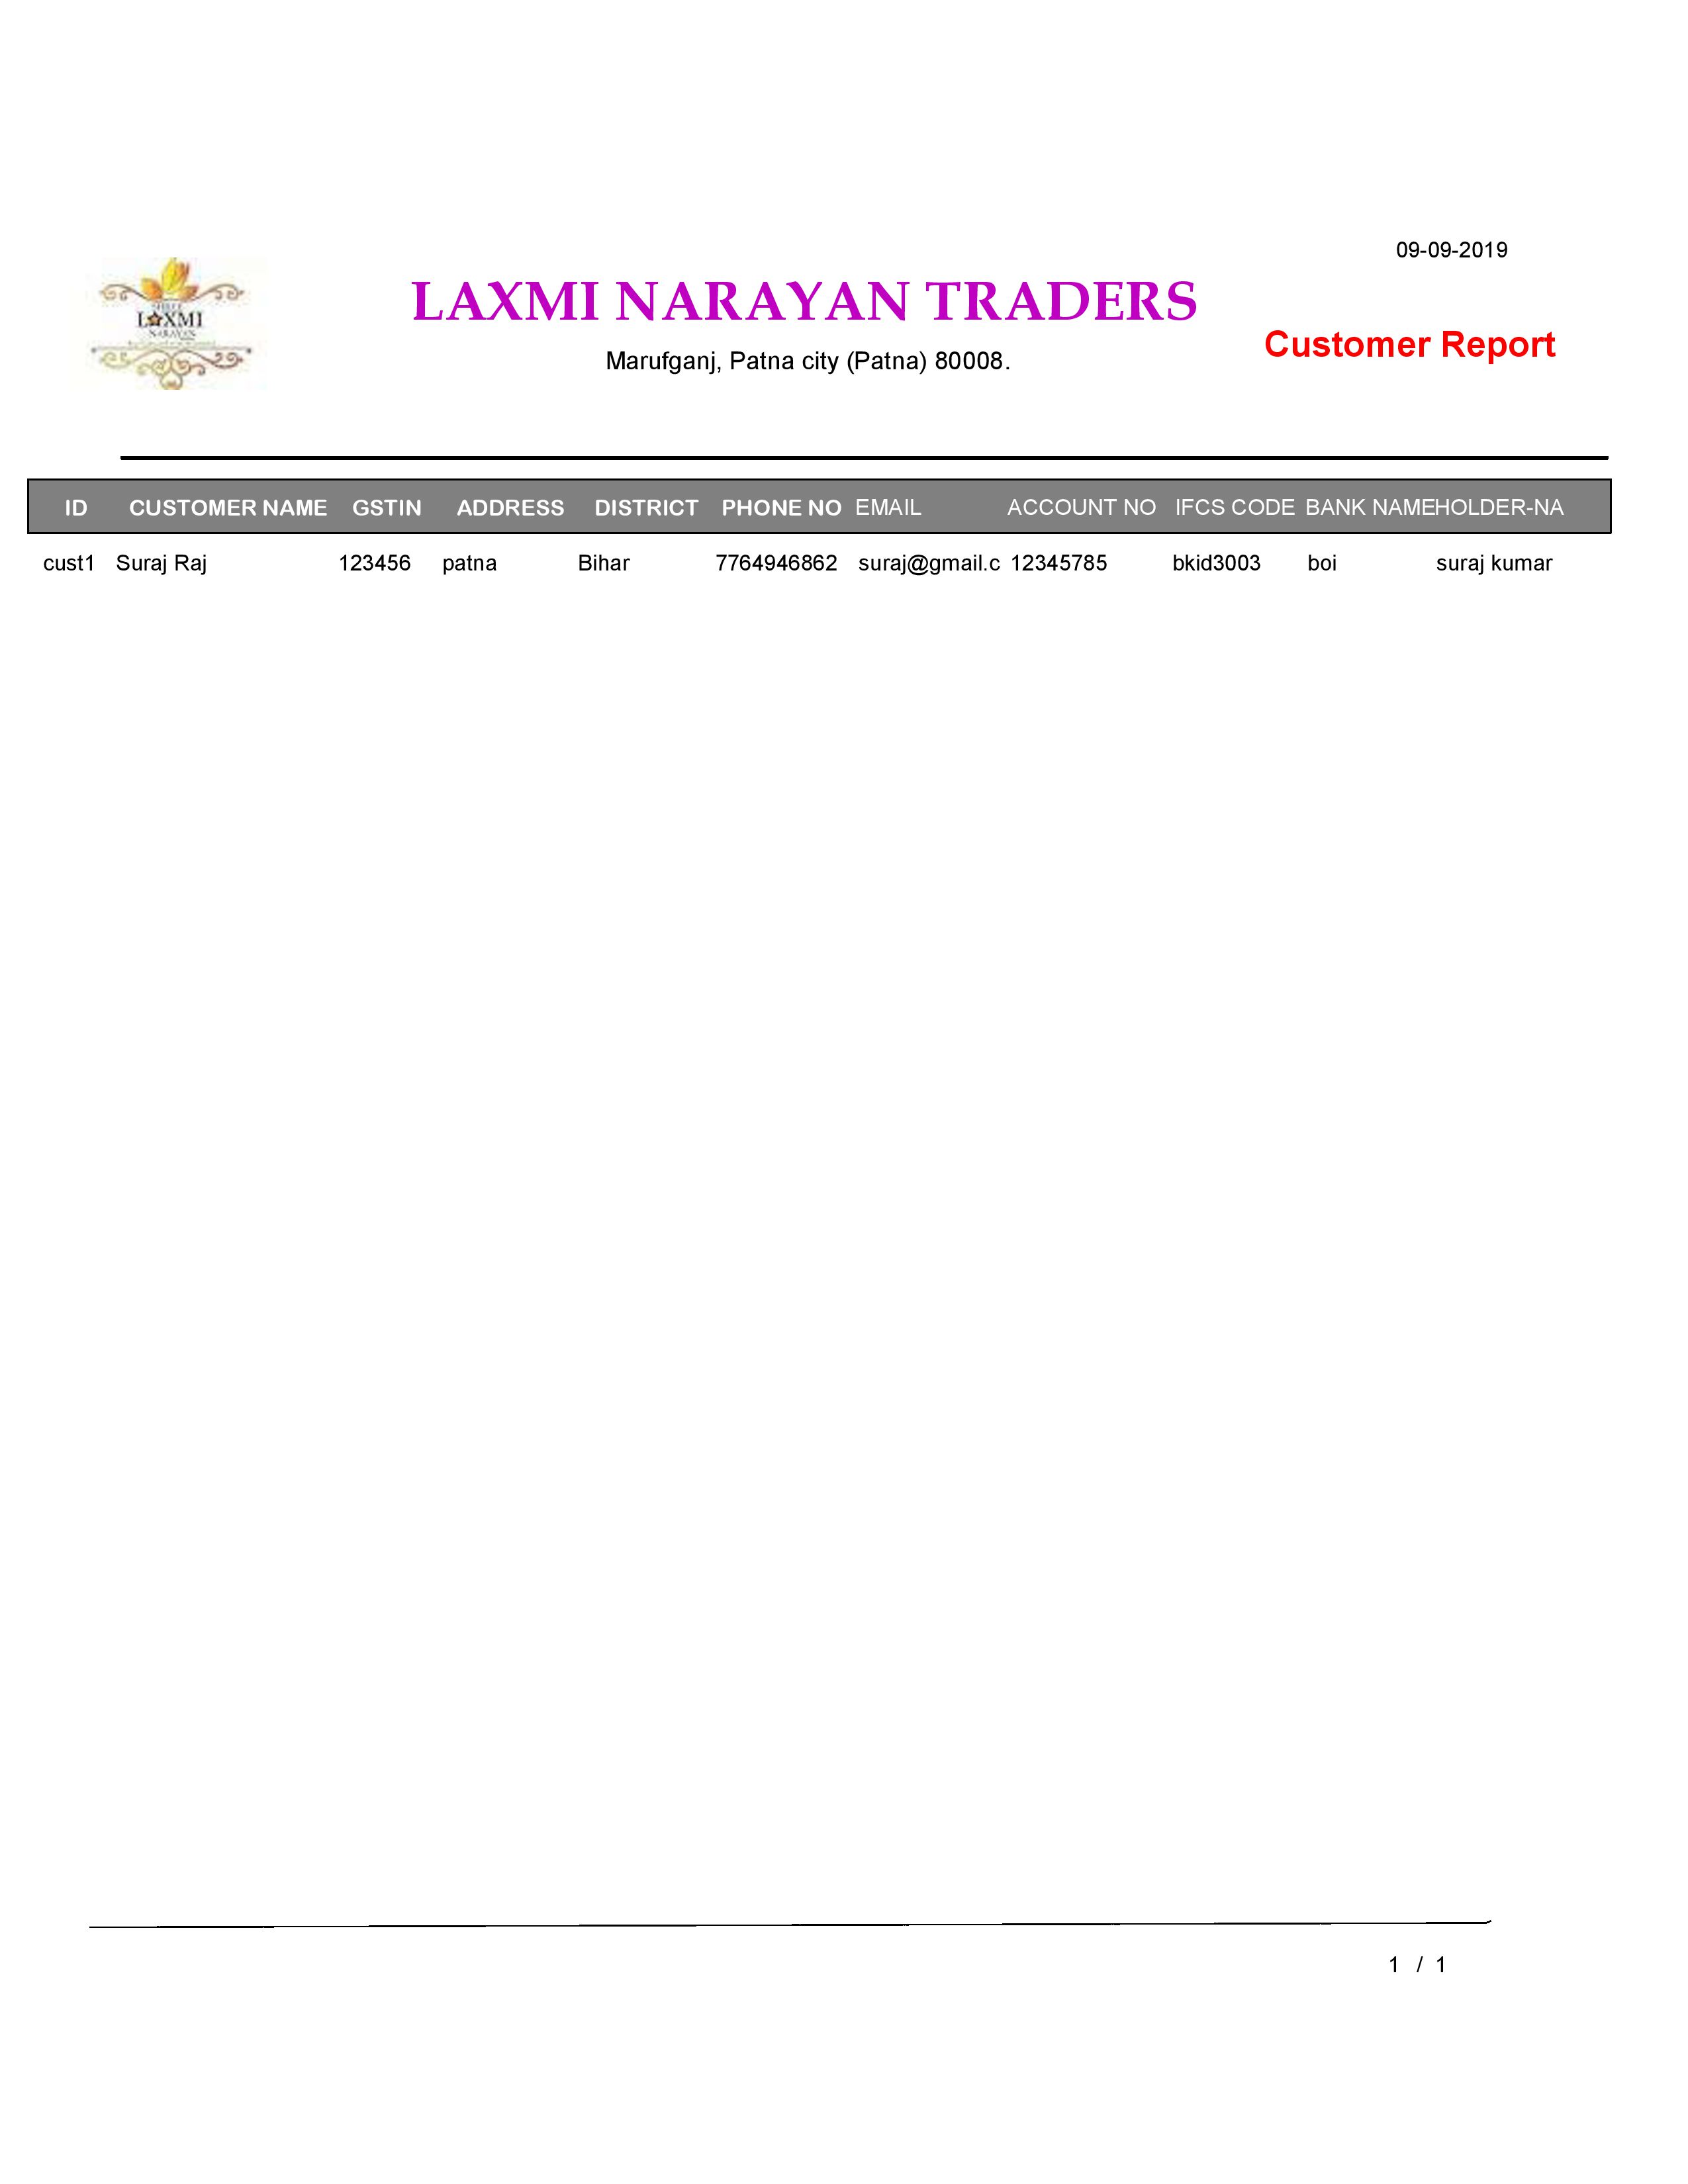 09-09-2019
SHREE
LAXMI
NARAYAN
LAXMI NARAYAN TRADERS
Customer Report
Marufganj, Patna city (Patna) 80008.
ID CUSTOMER NAME GSTIN ADDRESS DISTRICT PHONE NO EMAIL ACCOUNT NO IFCS CODE BANK NAMEHOLDER-NA
cust1 Suraj Raj 123456 patna Bihar 7764946862 suraj@gmail.c 12345785 bkid3003 boi suraj kumar
1 / 1